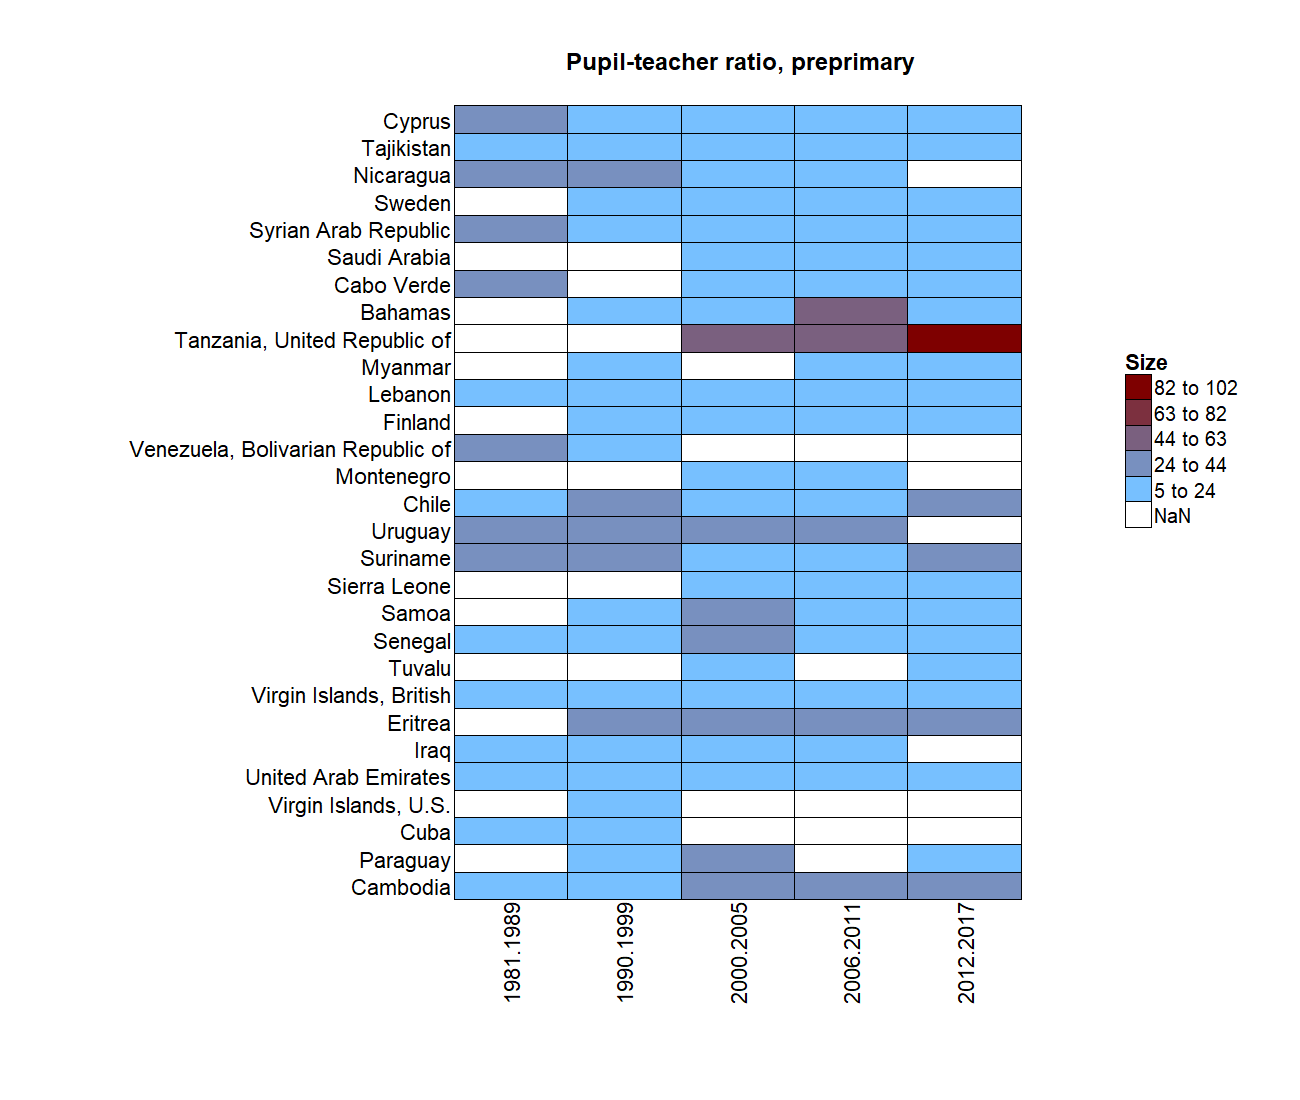 Pupil-teacher ratio, preprimary
Cyprus
Tajikistan
Nicaragua
Sweden
Syrian Arab Republic
Saudi Arabia
Cabo Verde
Bahamas
Tanzania, United Republic of
Myanmar
Lebanon
Finland
Venezuela, Bolivarian Republic of
Montenegro
Chile
Uruguay
Suriname
Sierra Leone
Samoa
Senegal
Tuvalu
Virgin Islands, British
Eritrea
Iraq
United Arab Emirates
Virgin Islands, U.S.
Cuba
Paraguay
Cambodia
1981.1989
1990.1999
2000.2005
2006.2011
2012.2017
Size
82 to 102
63 to 82
44 to 63
24 to 44
5 to 24
NaN